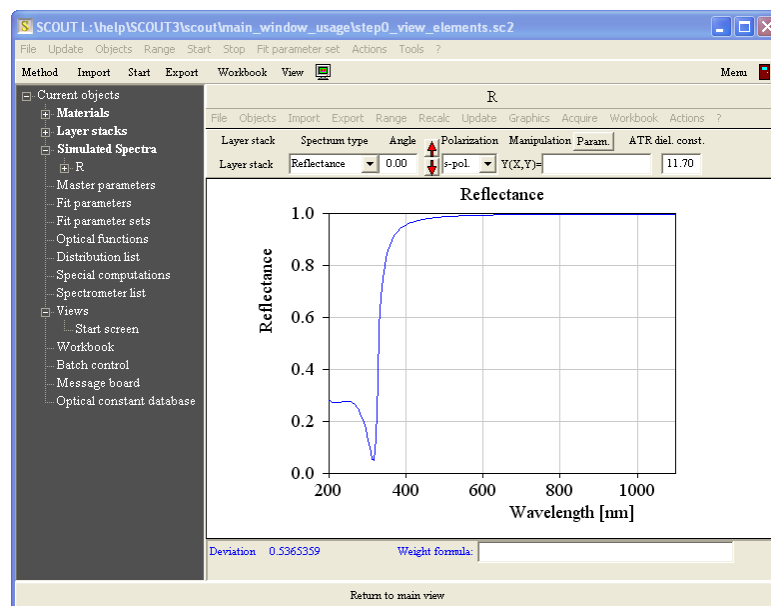 SCOUT L:\help\SCOUT3\scout\main_window_usage\step0_view_elements.sc2
File Update Objects Range Start Stop Fit parameter set Actions Tools ?
Method Import Start Export Workbook View Menu
Current objects
Materials
Layer stacks
Simulated Spectra
R
Master parameters
Fit parameters
Fit parameter sets
Optical functions
Distribution list
Special computations
Spectrometer list
Views
Start screen
Workbook
Batch control
Message board
Optical constant database
R
File Objects Import Export Range Recalc Update Graphics Acquire Workbook Actions ?
Layer stack Spectrum type Angle Polarization Manipulation Param. ATR diel. const.
Layer stack Reflectance 0.00 s-pol. Y(X,Y)= 11.70
Reflectance
Reflectance
1.0
0.8
0.6
0.4
0.2
0.0
200 400 600 800 1000
Wavelength [nm]
Deviation 0.5365359 Weight formula:
Return to main view